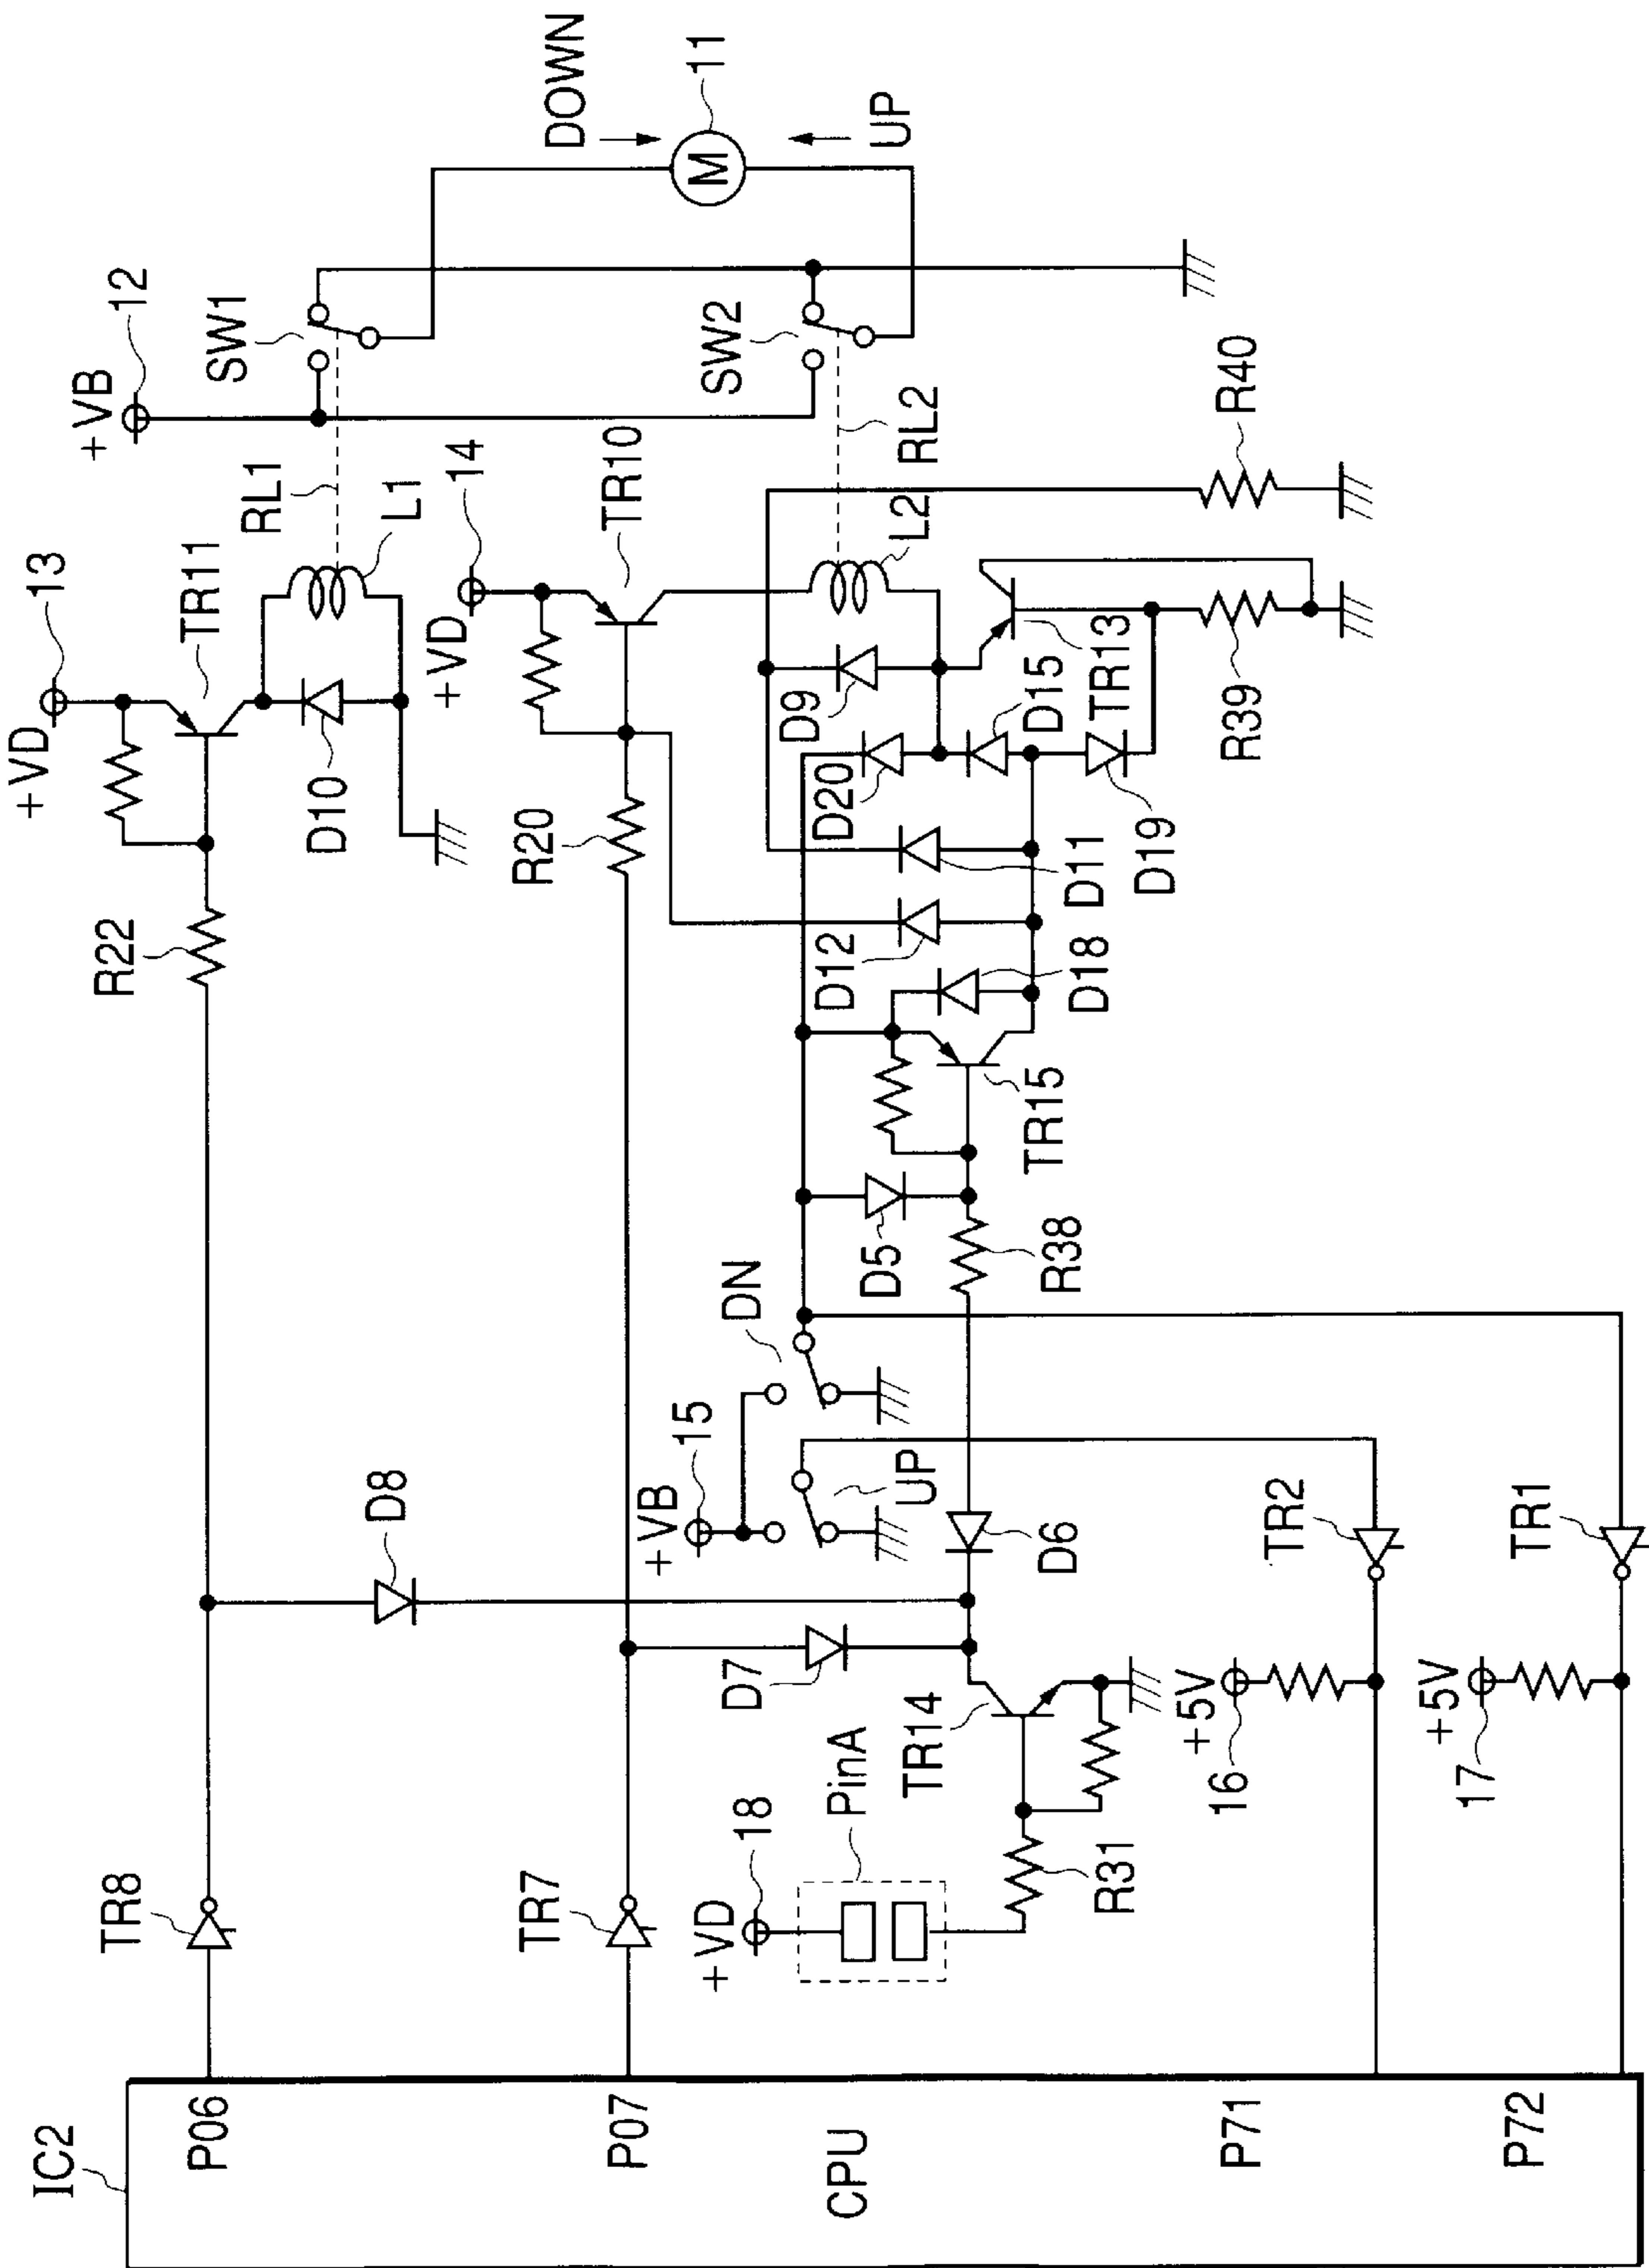 DOWN
11
UP
M
+VB
12
SW1
SW2
RL1
RL2
R40
+VD
13
TR11
L1
D10
+VD
14
TR10
L2
R22
R20
D9
D20
D15
TR13
R39
D11
D19
D12
D18
TR15
D5
R38
DN
+VB
15
UP
D8
D6
D7
TR2
TR1
+5V
16
+5V
17
TR14
PinA
+VD
18
R31
TR8
TR7
IC2
P06
P07
CPU
P71
P72